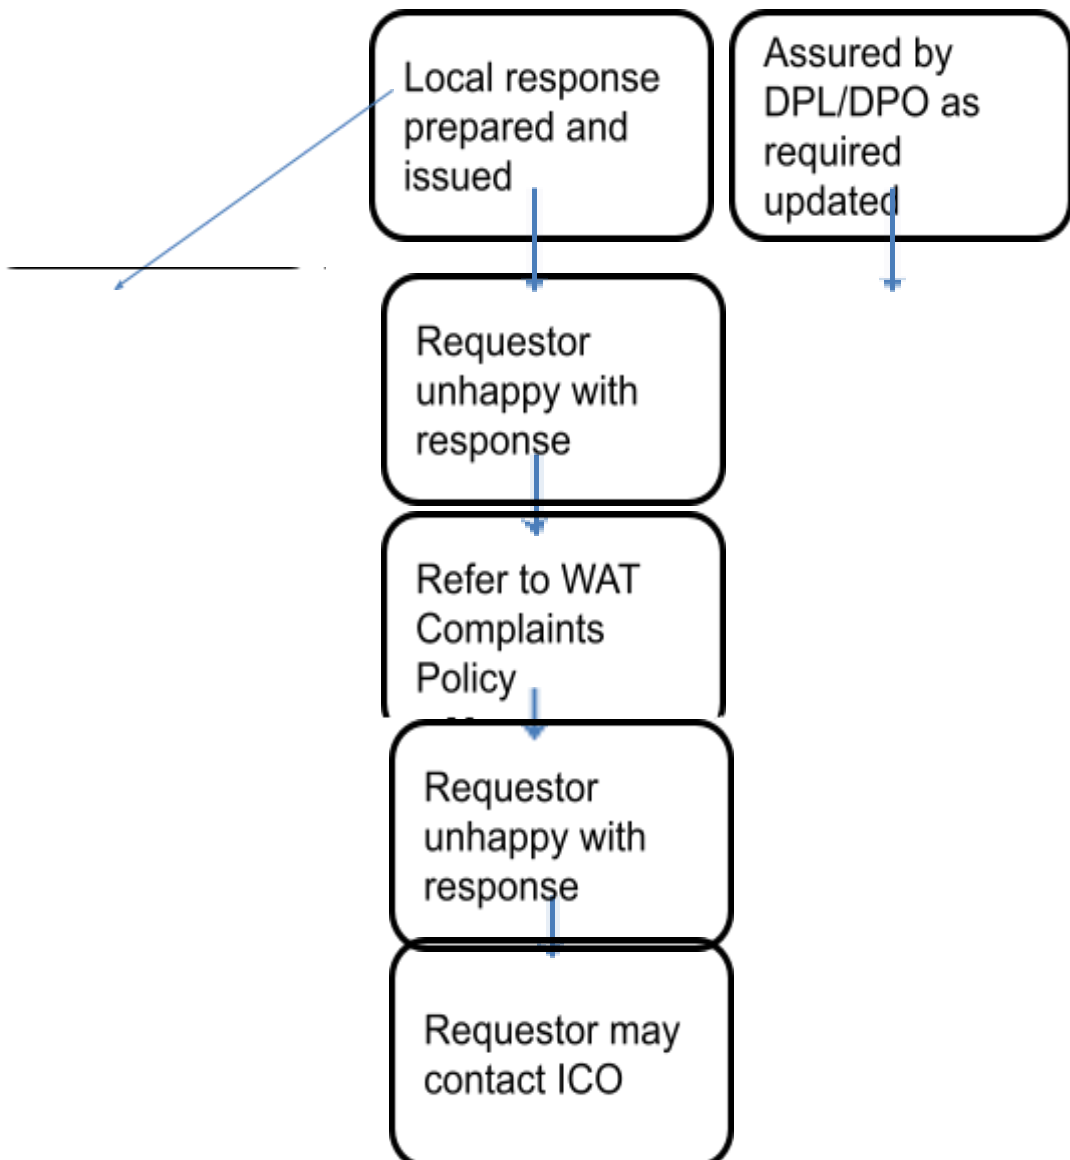 Local response
prepared and
issued
Assured by
DPL/DPO as
required
updated
Requestor
unhappy with
response
Refer to WAT
Complaints
Policy
Requestor
unhappy with
response
Requestor may
contact ICO